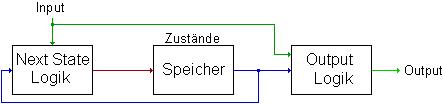 Input
Zustände
Next State
Logik
Speicher
Output
Logik
Output